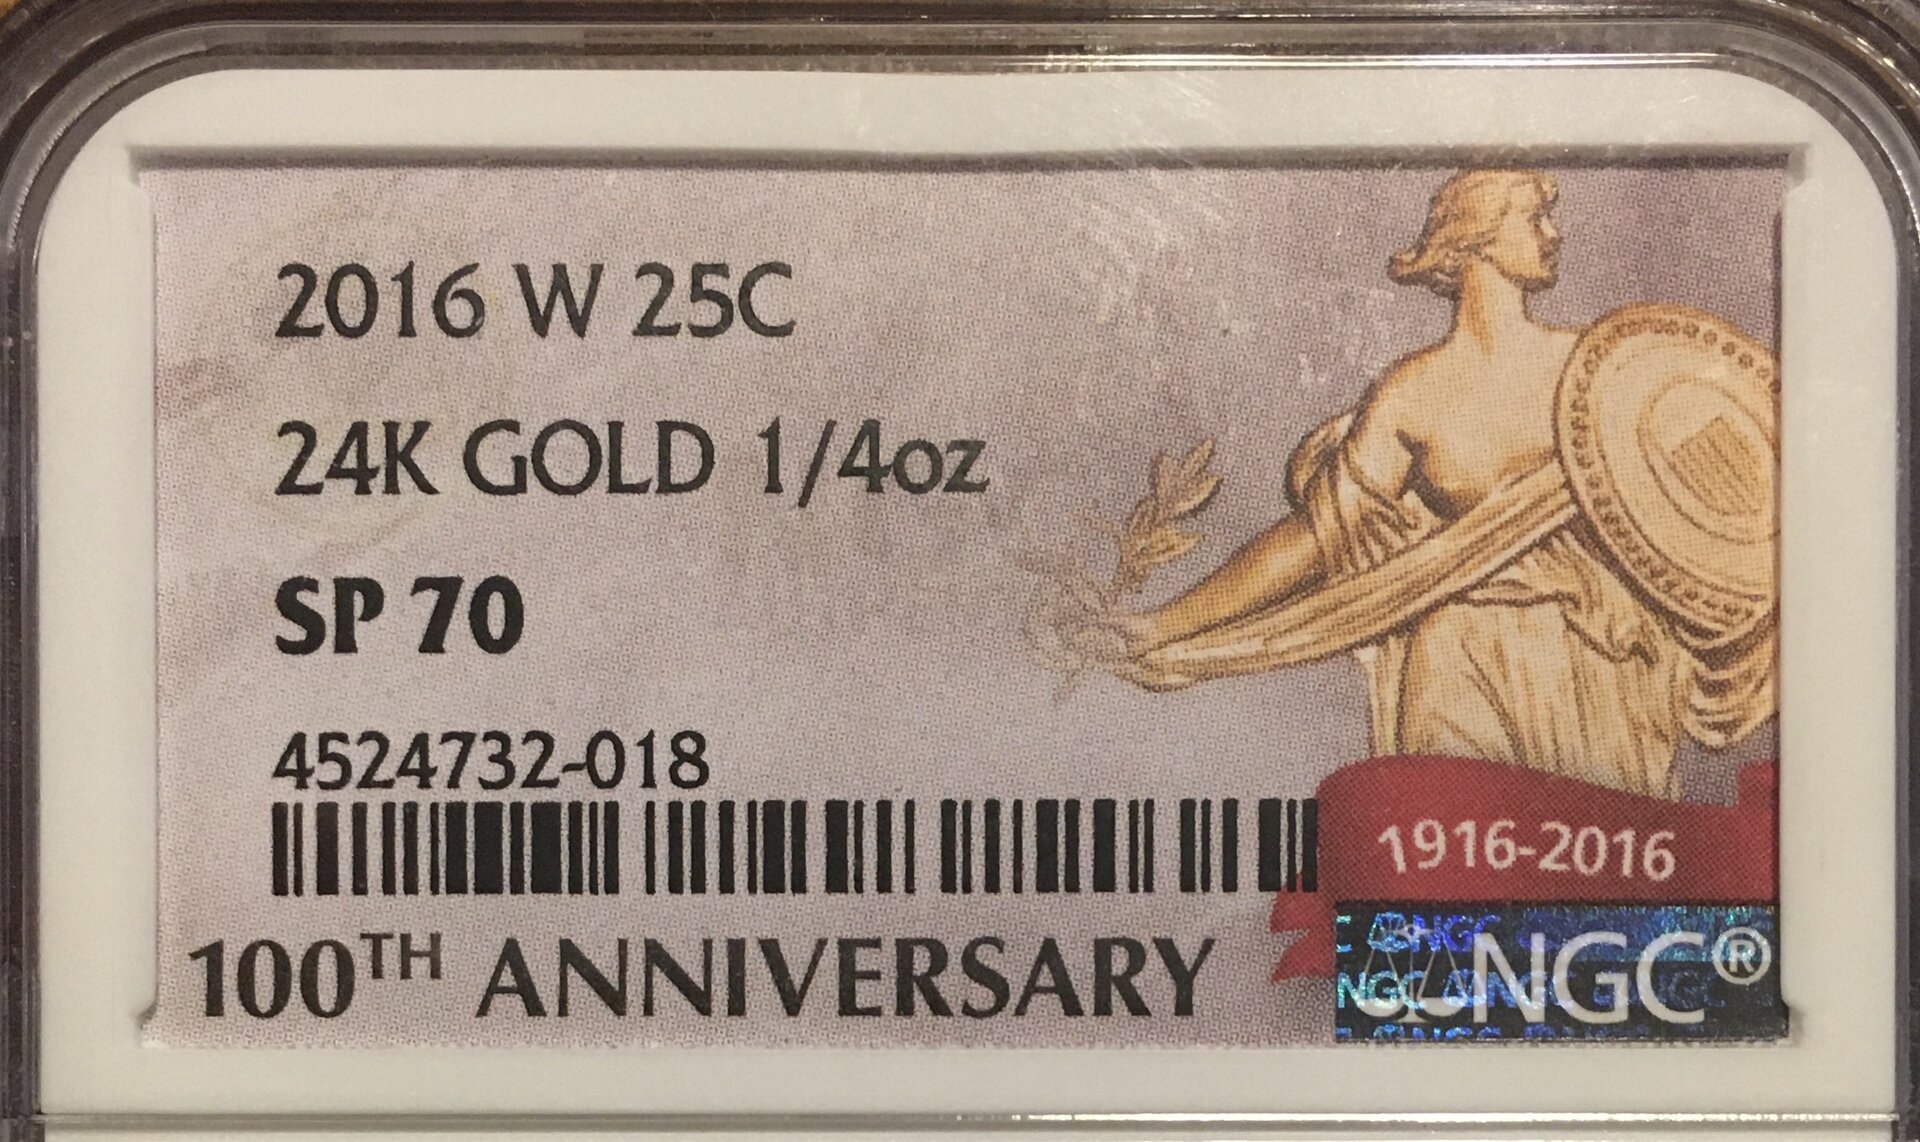 2016 W 25C
24K GOLD 1/4oz
SP 70
4524732-018
1916-2016
100TH ANNIVERSARY
NGC®